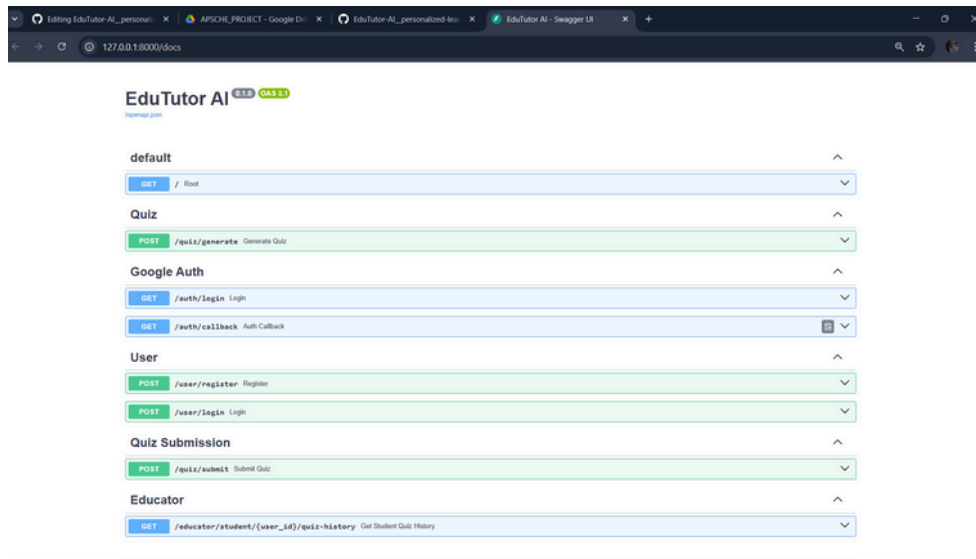 Editing EduTutor-AI_personaliz
APSCHE_PROJECT - Google Dri
EduTutor-AI_personalized-lear
EduTutor AI - Swagger UI
127.0.0.1:8000/docs
EduTutor AI 0.1.0 OAS 3.1
/openapi.json
default
GET / Root
Quiz
POST /quiz/generate Generate Quiz
Google Auth
GET /auth/login Login
GET /auth/callback Auth Callback
User
POST /user/register Register
POST /user/login Login
Quiz Submission
POST /quiz/submit Submit Quiz
Educator
GET /educator/student/{user_id}/quiz-history Get Student Quiz History